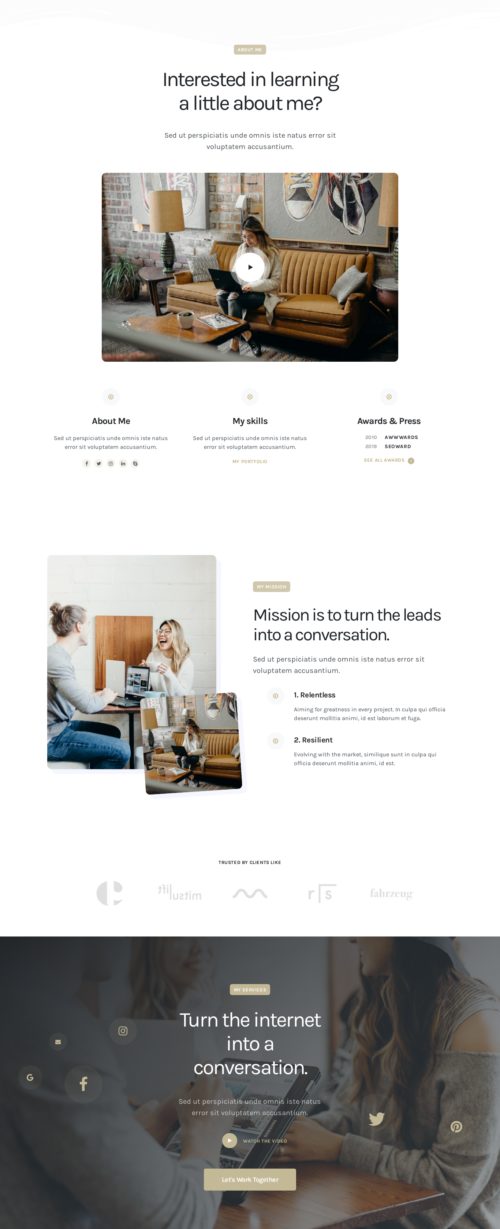 ABOUT ME
Interested in learning
a little about me?
Sed ut perspiciatis unde omnis iste natus error sit
voluptatem accusantium.
About Me
Sed ut perspiciatis unde omnis iste natus
error sit voluptatem accusantium.
My skills
Sed ut perspiciatis unde omnis iste natus
error sit voluptatem accusantium.
MY PORTFOLIO
Awards & Press
2010 AWWWARDS
2019 SEDWARD
SEE ALL AWARDS
MY MISSION
Mission is to turn the leads
into a conversation.
Sed ut perspiciatis unde omnis iste natus error sit
voluptatem accusantium.
1. Relentless
Aiming for greatness in every project. In culpa qui officia
deserunt mollitia animi, id est laborum et fuga.
2. Resilient
Evolving with the market, similique sunt in culpa qui
officia deserunt mollitia animi, id est.
TRUSTED BY CLIENTS LIKE
r s
fahrzeug
MY SERVICES
Turn the internet
into a
conversation.
Sed ut perspiciatis unde omnis iste natus
error sit voluptatem accusantium.
WATCH THE VIDEO
Let's Work Together